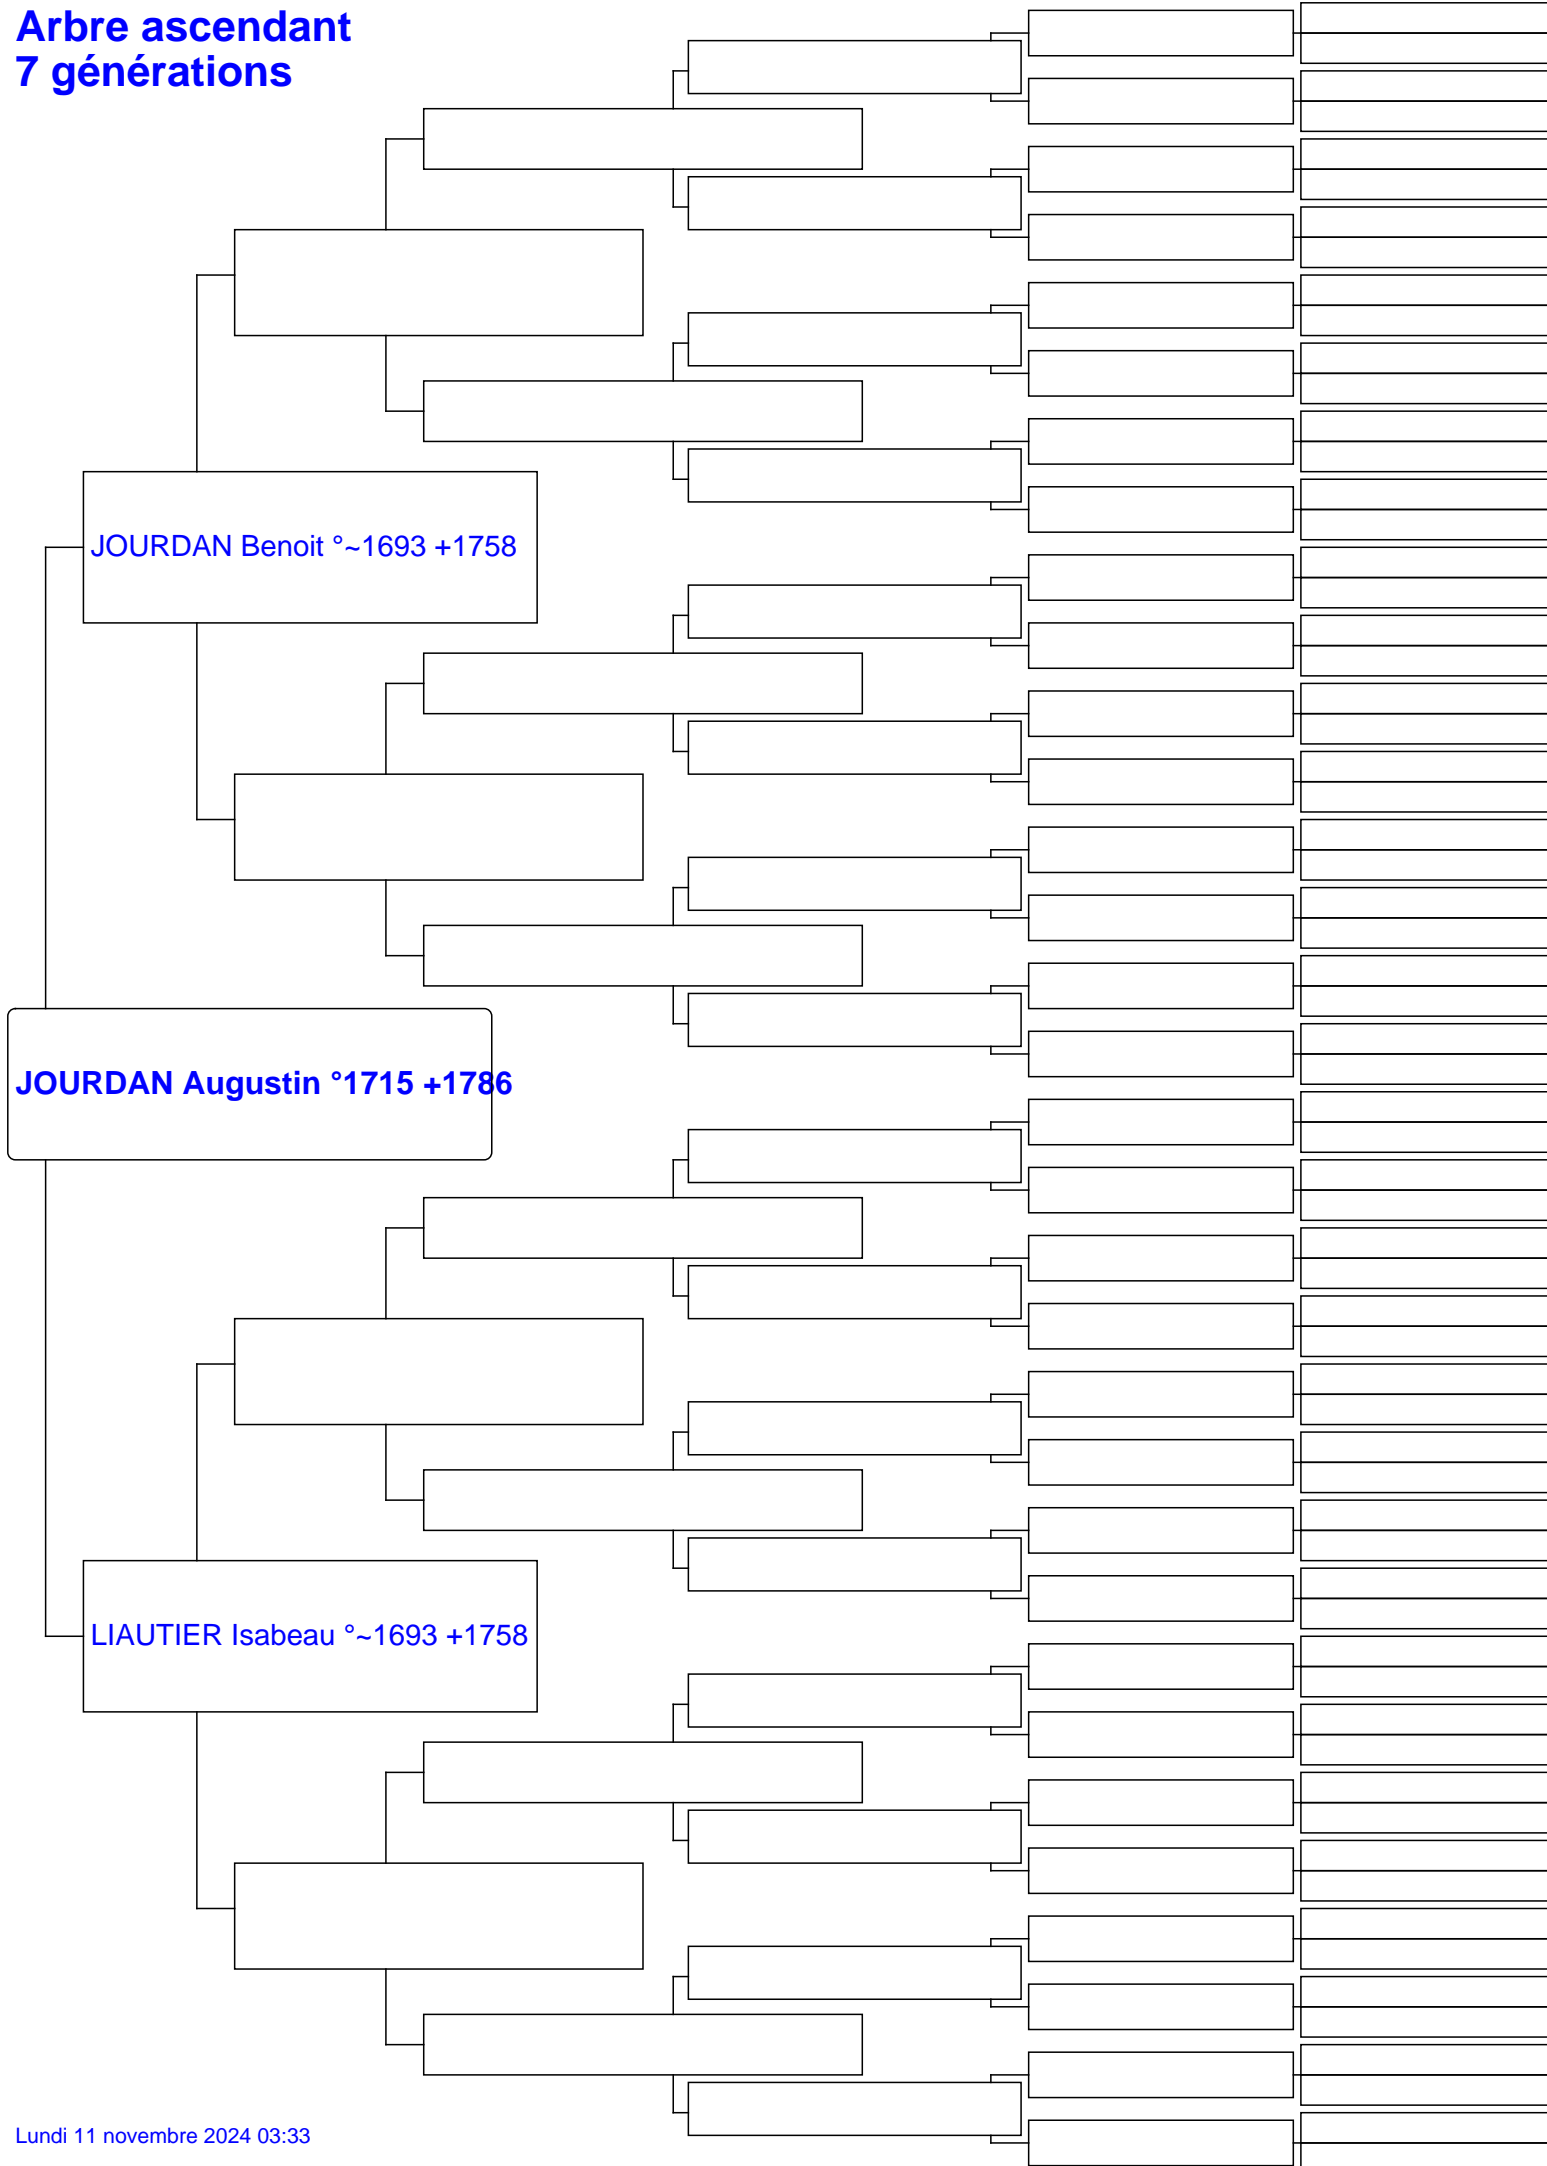 Arbre ascendant
7 générations
JOURDAN Benoit °~1693 +1758
JOURDAN Augustin °1715 +1786
LIAUTIER Isabeau °~1693 +1758
Lundi 11 novembre 2024 03:33